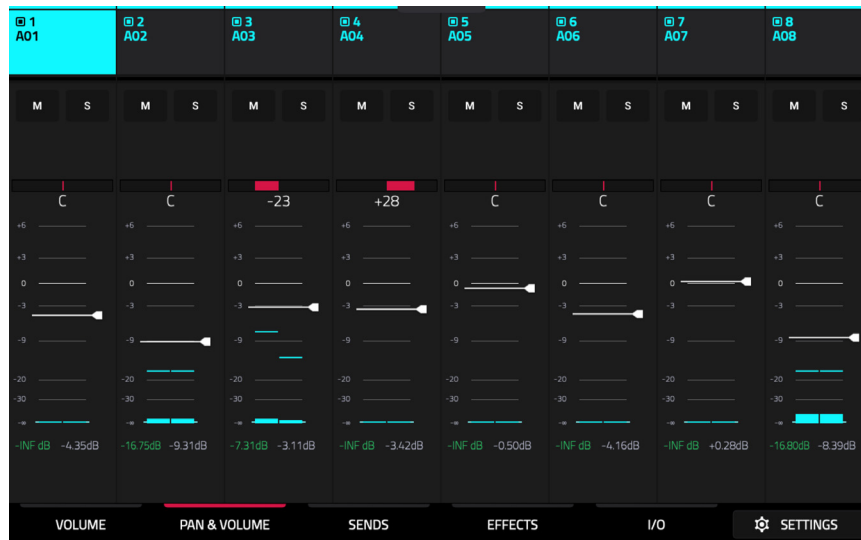 1 2 3 4 5 6 7 8
A01 A02 A03 A04 A05 A06 A07 A08
M S M S M S M S M S M S M S M S
C C -23 +28 C C C C
+6 +6 +6 +6 +6 +6 +6 +6
+3 +3 +3 +3 +3 +3 +3 +3
0 0 0 0 0 0 0 0
-3 -3 -3 -3 -3 -3 -3 -3
-9 -9 -9 -9 -9 -9 -9 -9
-20 -20 -20 -20 -20 -20 -20 -20
-30 -30 -30 -30 -30 -30 -30 -30
-∞ -∞ -∞ -∞ -∞ -∞ -∞ -∞
-INF dB -4.35dB -16.75dB -9.31dB -7.31dB -3.11dB -INF dB -3.42dB -INF dB -0.50dB -INF dB -4.16dB -INF dB +0.28dB -16.80dB -8.39dB
VOLUME PAN & VOLUME SENDS EFFECTS I/O SETTINGS